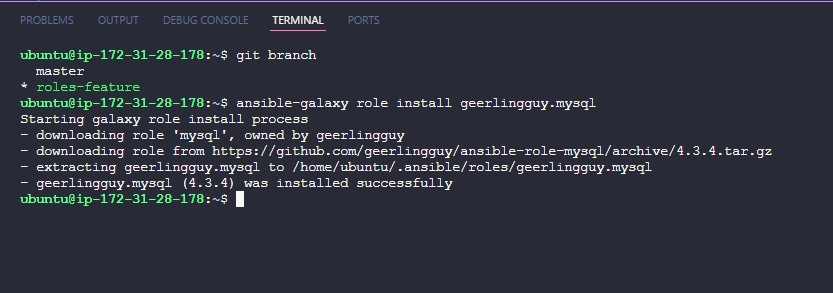 PROBLEMS OUTPUT DEBUG CONSOLE TERMINAL PORTS
ubuntu@ip-172-31-28-178:~$ git branch
  master
* roles-feature
ubuntu@ip-172-31-28-178:~$ ansible-galaxy role install geerlingguy.mysql
Starting galaxy role install process
- downloading role 'mysql', owned by geerlingguy
- downloading role from https://github.com/geerlingguy/ansible-role-mysql/archive/4.3.4.tar.gz
- extracting geerlingguy.mysql to /home/ubuntu/.ansible/roles/geerlingguy.mysql
- geerlingguy.mysql (4.3.4) was installed successfully
ubuntu@ip-172-31-28-178:~$